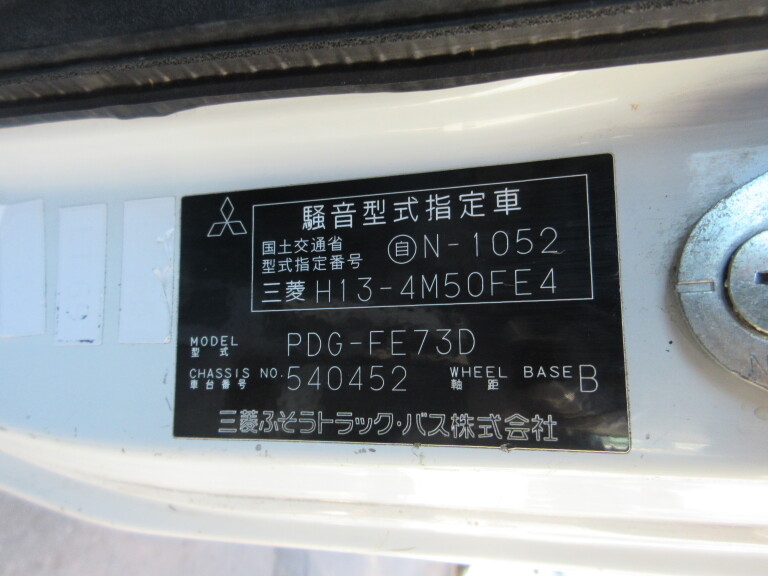 騒音型式指定車
国土交通省
型式指定番号 自N-1052
三菱 H13-4M50FE4
MODEL
型式 PDG-FE73D
CHASSIS NO.
車台番号 540452 WHEEL BASE
軸距 B
三菱ふそうトラック・バス株式会社